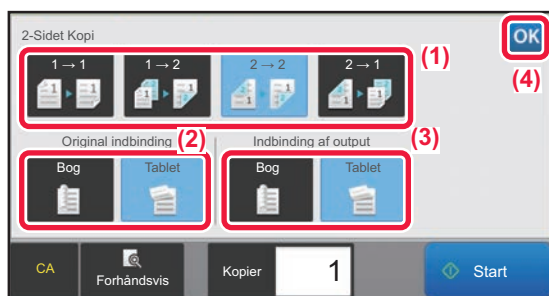 2-Sidet Kopi
OK
(1)
(4)
1 → 1
1 → 2
2 → 2
2 → 1
Original indbinding
(2)
Indbinding af output
(3)
Bog
Tablet
Bog
Tablet
CA
Forhåndsvis
Kopier
1
Start